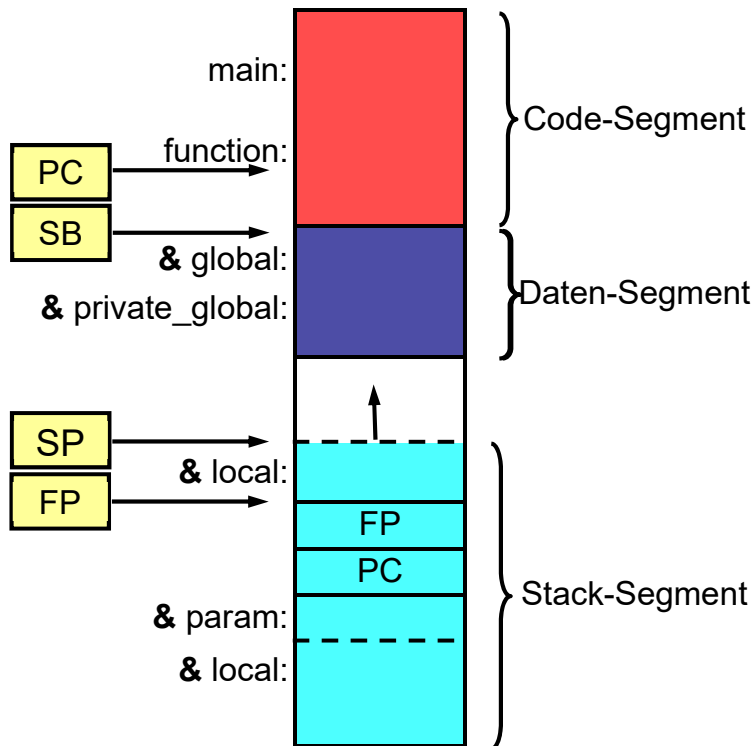 main:
Code-Segment
function:
PC
SB
& global:
Daten-Segment
& private_global:
SP
& local:
FP
FP
PC
Stack-Segment
& param:
& local: